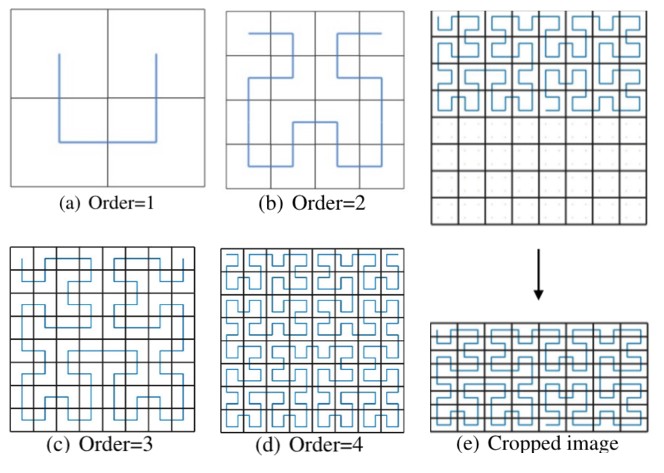 (a) Order=1
(b) Order=2
(c) Order=3
(d) Order=4
(e) Cropped image